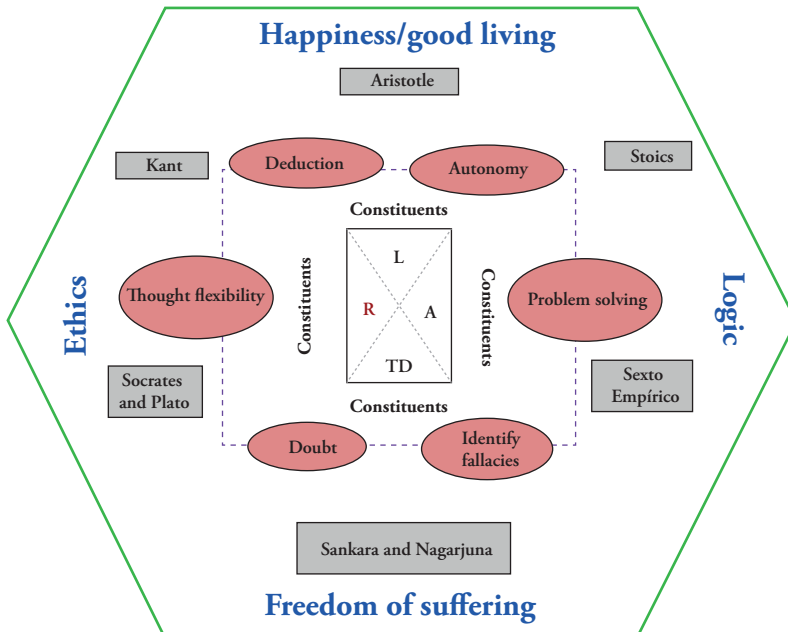 Happiness/good living
Aristotle
Kant
Deduction
Autonomy
Stoics
Constituents
L
Ethics
Thought flexibility
Constituents
R
A
Constituents
Problem solving
Logic
TD
Socrates
and Plato
Constituents
Sexto
Empírico
Doubt
Identify
fallacies
Sankara and Nagarjuna
Freedom of suffering